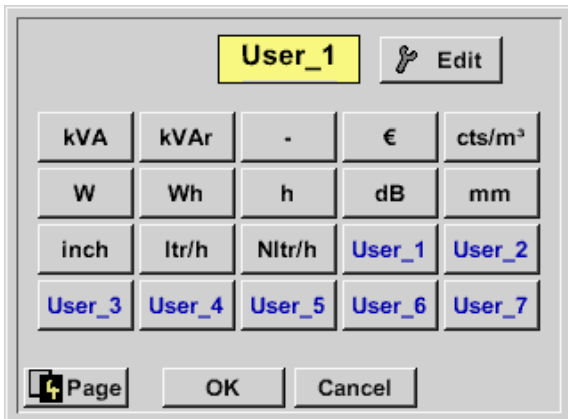 User_1 Edit
kVA kVAr - € cts/m³
W Wh h dB mm
inch ltr/h Nltr/h User_1 User_2
User_3 User_4 User_5 User_6 User_7
Page OK Cancel